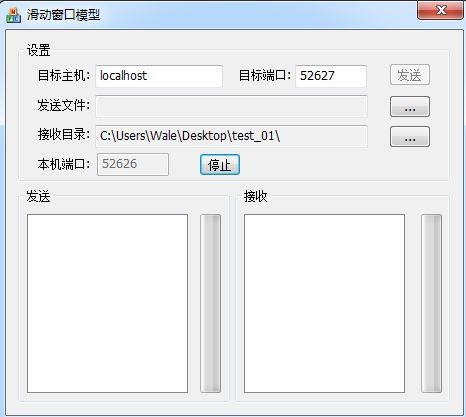 滑动窗口模型
设置
目标主机: localhost 目标端口: 52627 发送
发送文件: ...
接收目录: C:\Users\Wale\Desktop\test_01\ ...
本机端口: 52626 停止
发送 接收